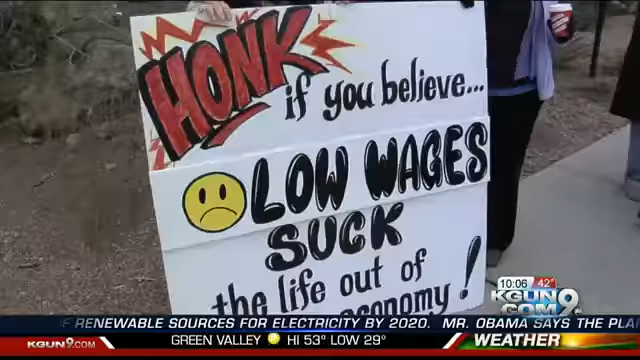 HONK
if you believe...
LOW WAGES
SUCK
the life out of
economy!
10:06 42°
KGUN9
.COM
F RENEWABLE SOURCES FOR ELECTRICITY BY 2020. MR. OBAMA SAYS THE PLA
KGUN9.COM GREEN VALLEY HI 53° LOW 29° WEATHER